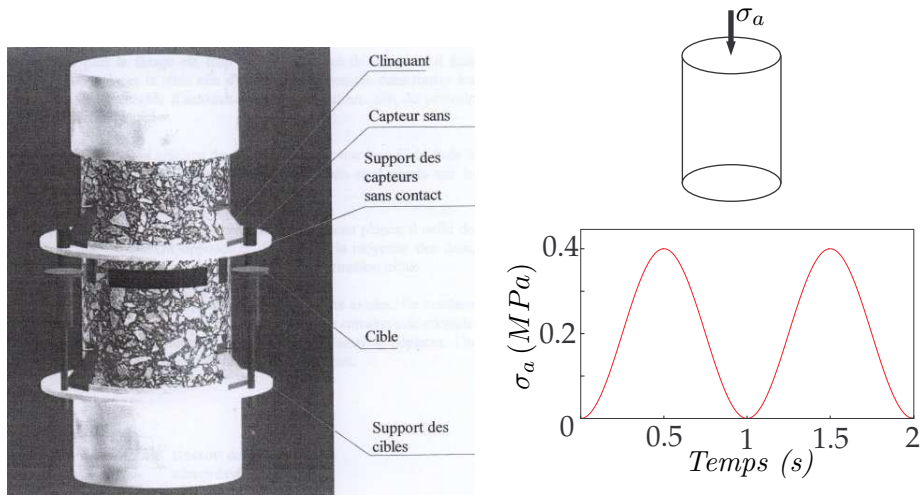 Clinquant
Capteur sans
Support des
capteurs
sans contact
Cible
Support des
cibles
σa
σa (MPa)
0.4
0.2
0
0.5
1
1.5
2
Temps (s)